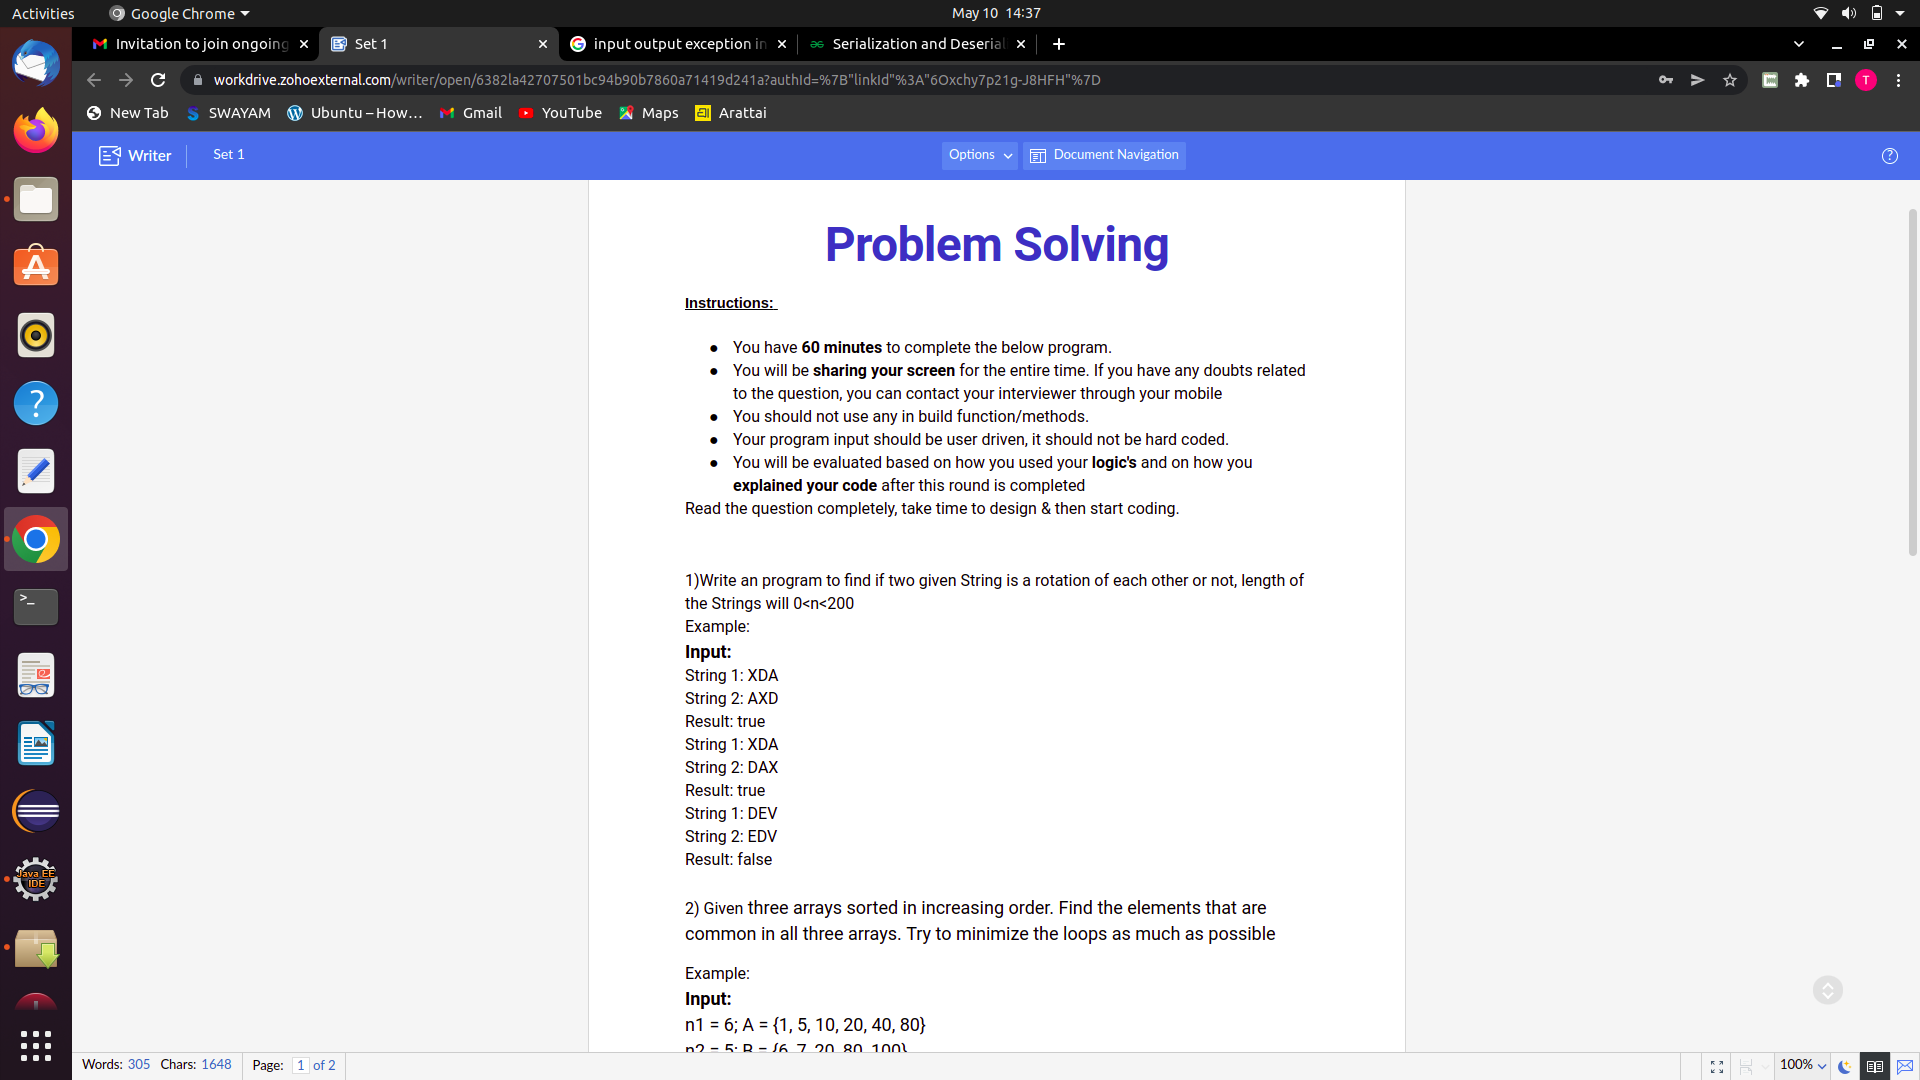 Activities
Google Chrome
May 10 14:37
Invitation to join ongoing
Set 1
input output exception in
Serialization and Deserial
workdrive.zohoexternal.com/writer/open/6382la42707501bc94b90b7860a71419d241a?authId=%7B"linkId"%3A"6Oxchy7p21g-J8HFH"%7D
T
New Tab
SWAYAM
Ubuntu – How...
Gmail
YouTube
Maps
Arattai
Writer
Set 1
Options
Document Navigation
Problem Solving
Instructions:
● You have 60 minutes to complete the below program.
● You will be sharing your screen for the entire time. If you have any doubts related
to the question, you can contact your interviewer through your mobile
● You should not use any in build function/methods.
● Your program input should be user driven, it should not be hard coded.
● You will be evaluated based on how you used your logic's and on how you
explained your code after this round is completed
Read the question completely, take time to design & then start coding.
1)Write an program to find if two given String is a rotation of each other or not, length of
the Strings will 0<n<200
Example:
Input:
String 1: XDA
String 2: AXD
Result: true
String 1: XDA
String 2: DAX
Result: true
String 1: DEV
String 2: EDV
Result: false
2) Given three arrays sorted in increasing order. Find the elements that are
common in all three arrays. Try to minimize the loops as much as possible
Example:
Input:
n1 = 6; A = {1, 5, 10, 20, 40, 80}
n2 = 5; B = {6, 7, 20, 80, 100}
Java EE
IDE
Words: 305 Chars: 1648 Page: 1 of 2
100%